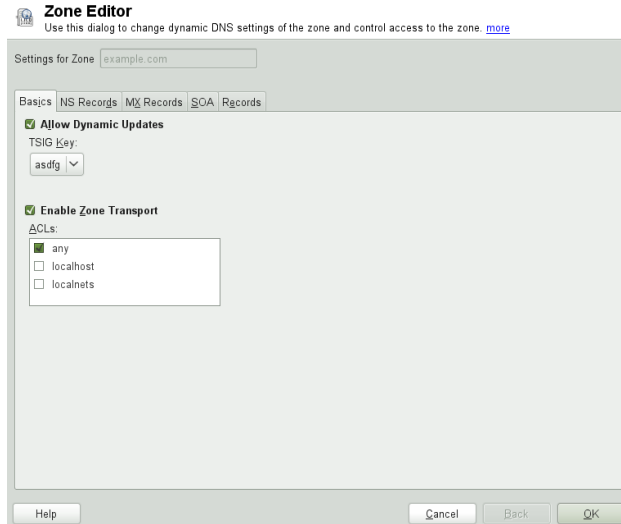 Zone Editor
Use this dialog to change dynamic DNS settings of the zone and control access to the zone. more
Settings for Zone example.com
Basics NS Records MX Records SOA Records
Allow Dynamic Updates
TSIG Key:
asdfg
Enable Zone Transport
ACLs:
any
localhost
localnets
Help Cancel Back OK